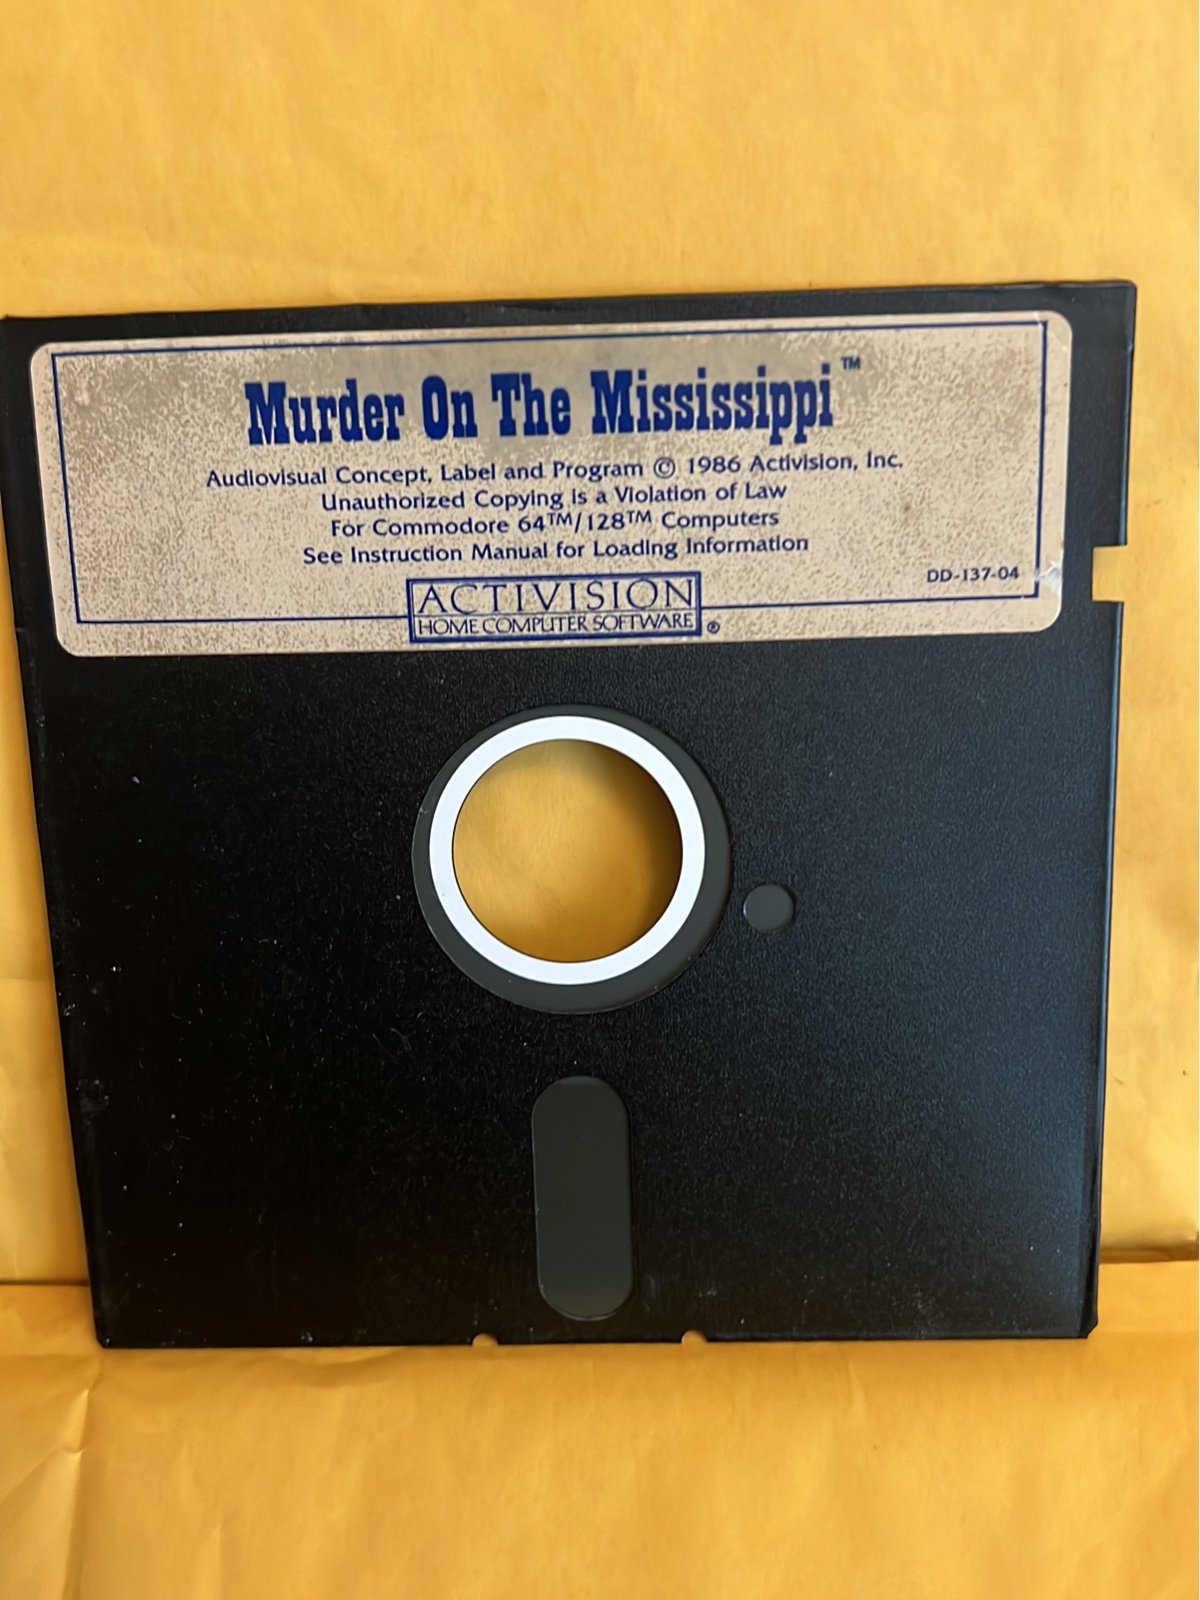 Murder On The Mississippi™
Audiovisual Concept, Label and Program © 1986 Activision, Inc.
Unauthorized Copying is a Violation of Law
For Commodore 64™/128™ Computers
See Instruction Manual for Loading Information
DD-137-04
ACTIVISION
HOME COMPUTER SOFTWARE ®